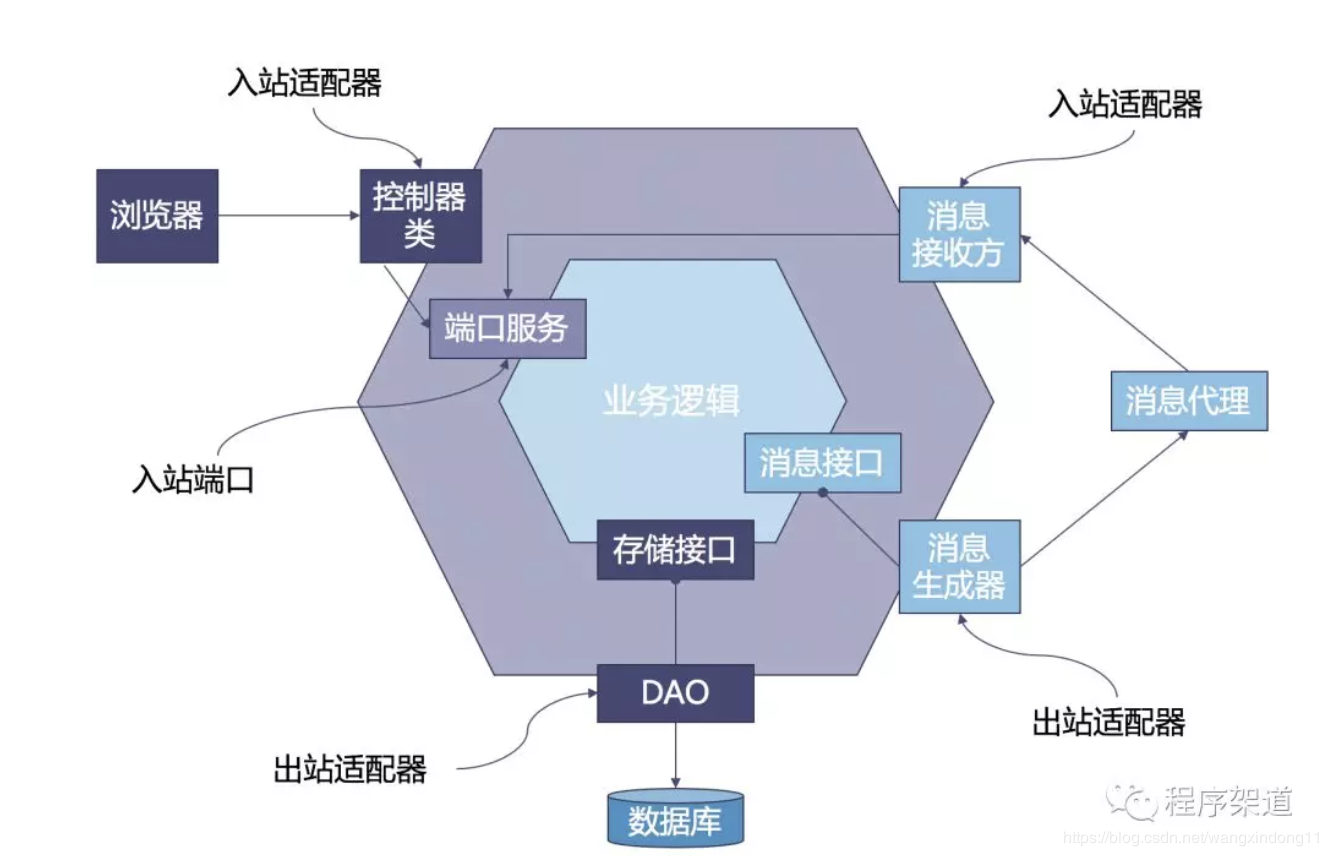 入站适配器
入站适配器
浏览器
控制器
类
消息
接收方
端口服务
业务逻辑
消息代理
消息接口
入站端口
存储接口
消息
生成器
DAO
出站适配器
出站适配器
数据库
程序架道
https://blog.csdn.net/wangxindong11